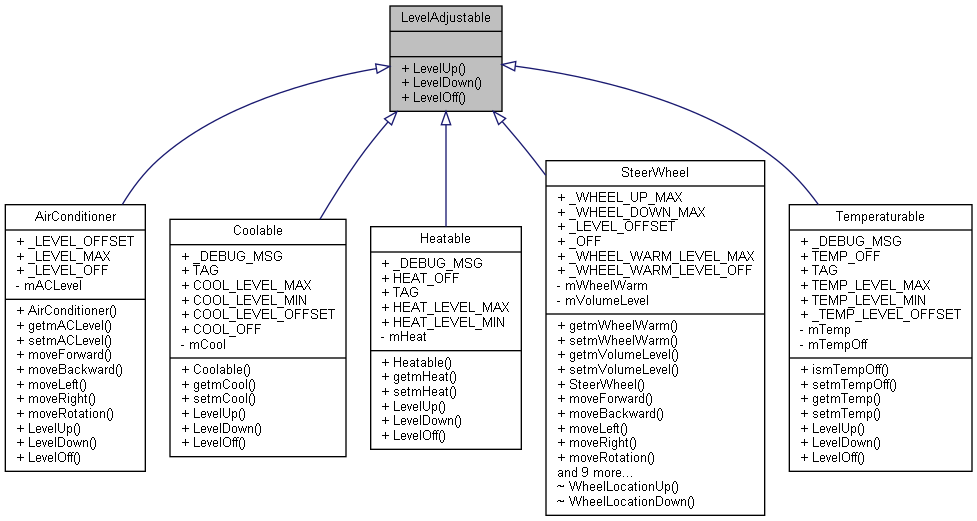 LevelAdjustable
+ LevelUp()
+ LevelDown()
+ LevelOff()
AirConditioner
+ _LEVEL_OFFSET
+ _LEVEL_MAX
+ _LEVEL_OFF
- mACLevel
+ AirConditioner()
+ getmACLevel()
+ setmACLevel()
+ moveForward()
+ moveBackward()
+ moveLeft()
+ moveRight()
+ moveRotation()
+ LevelUp()
+ LevelDown()
+ LevelOff()
Coolable
+ _DEBUG_MSG
+ TAG
+ COOL_LEVEL_MAX
+ COOL_LEVEL_MIN
+ COOL_LEVEL_OFFSET
+ COOL_OFF
- mCool
+ Coolable()
+ getmCool()
+ setmCool()
+ LevelUp()
+ LevelDown()
+ LevelOff()
Heatable
+ _DEBUG_MSG
+ HEAT_OFF
+ TAG
+ HEAT_LEVEL_MAX
+ HEAT_LEVEL_MIN
- mHeat
+ Heatable()
+ getmHeat()
+ setmHeat()
+ LevelUp()
+ LevelDown()
+ LevelOff()
SteerWheel
+ _WHEEL_UP_MAX
+ _WHEEL_DOWN_MAX
+ _LEVEL_OFFSET
+ _OFF
+ _WHEEL_WARM_LEVEL_MAX
+ _WHEEL_WARM_LEVEL_OFF
- mWheelWarm
- mVolumeLevel
+ getmWheelWarm()
+ setmWheelWarm()
+ getmVolumeLevel()
+ setmVolumeLevel()
+ SteerWheel()
+ moveForward()
+ moveBackward()
+ moveLeft()
+ moveRight()
+ moveRotation()
and 9 more...
~ WheelLocationUp()
~ WheelLocationDown()
Temperaturable
+ _DEBUG_MSG
+ TEMP_OFF
+ TAG
+ TEMP_LEVEL_MAX
+ TEMP_LEVEL_MIN
+ _TEMP_LEVEL_OFFSET
- mTemp
- mTempOff
+ ismTempOff()
+ setmTempOff()
+ getmTemp()
+ setmTemp()
+ LevelUp()
+ LevelDown()
+ LevelOff()